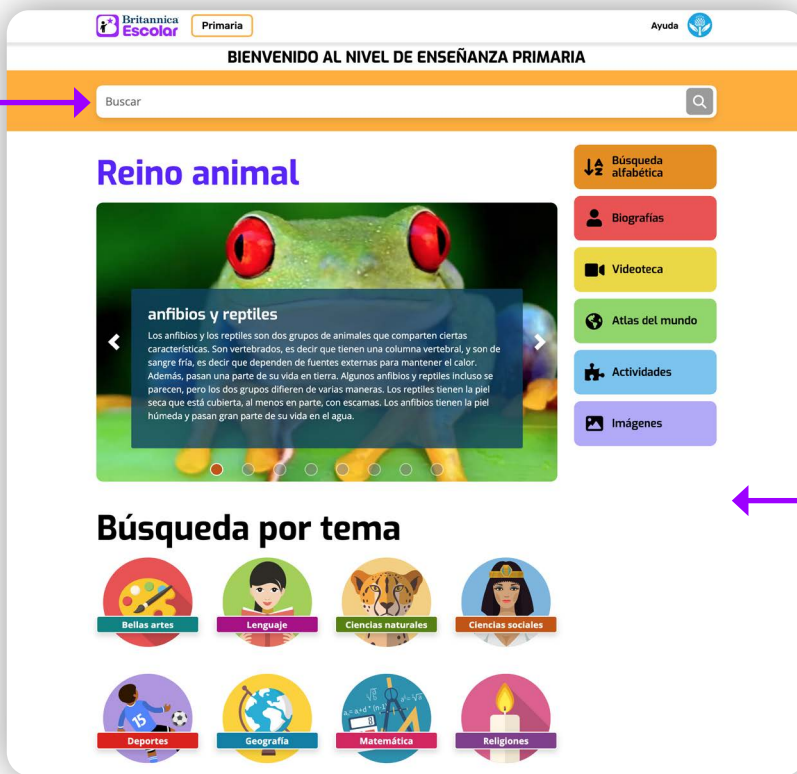 Britannica
Escolar
Primaria
Ayuda
BIENVENIDO AL NIVEL DE ENSEÑANZA PRIMARIA
Buscar
Reino animal
anfibios y reptiles
Los anfibios y los reptiles son dos grupos de animales que comparten ciertas
características. Son vertebrados, es decir que tienen una columna vertebral, y son de
sangre fría, es decir que dependen de fuentes externas para mantener el calor.
Además, pasan una parte de su vida en tierra. Algunos anfibios y reptiles incluso se
parecen, pero los dos grupos difieren de varias maneras. Los reptiles tienen la piel
seca que está cubierta, al menos en parte, con escamas. Los anfibios tienen la piel
húmeda y pasan gran parte de su vida en el agua.
Búsqueda
alfabética
Biografías
Videoteca
Atlas del mundo
Actividades
Imágenes
Búsqueda por tema
Bellas artes
Lenguaje
Ciencias naturales
Ciencias sociales
15
Deportes
Geografía
8
Matemática
Religiones